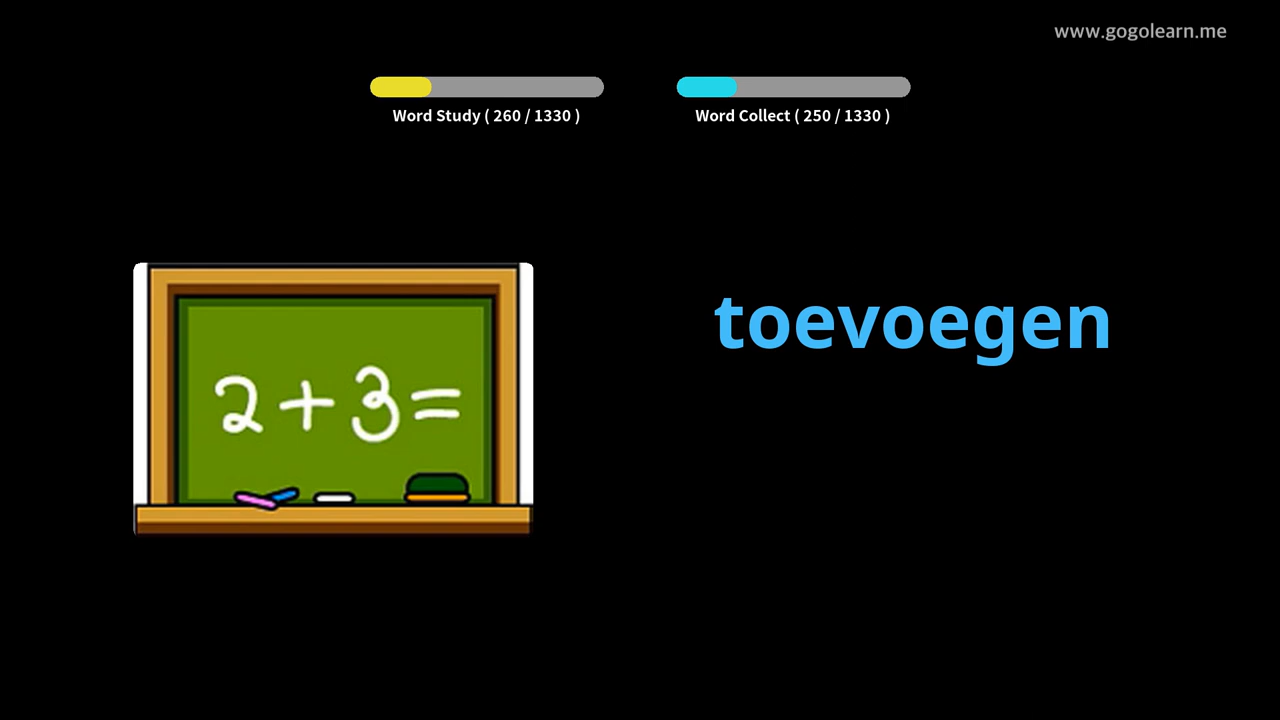 www.gogolearn.me
Word Study ( 260 / 1330 )
Word Collect ( 250 / 1330 )
toevoegen
2 + 3 =